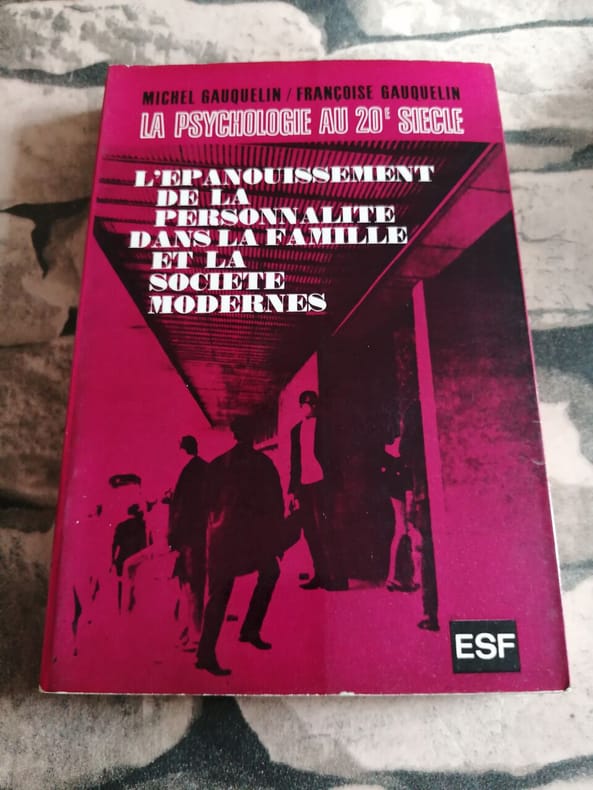 MICHEL GAUQUELIN / FRANÇOISE GAUQUELIN
LA PSYCHOLOGIE AU 20E SIECLE
L'EPANOUISSEMENT
DE LA
PERSONNALITE
DANS LA FAMILLE
ET LA
SOCIETE
MODERNES
ESF